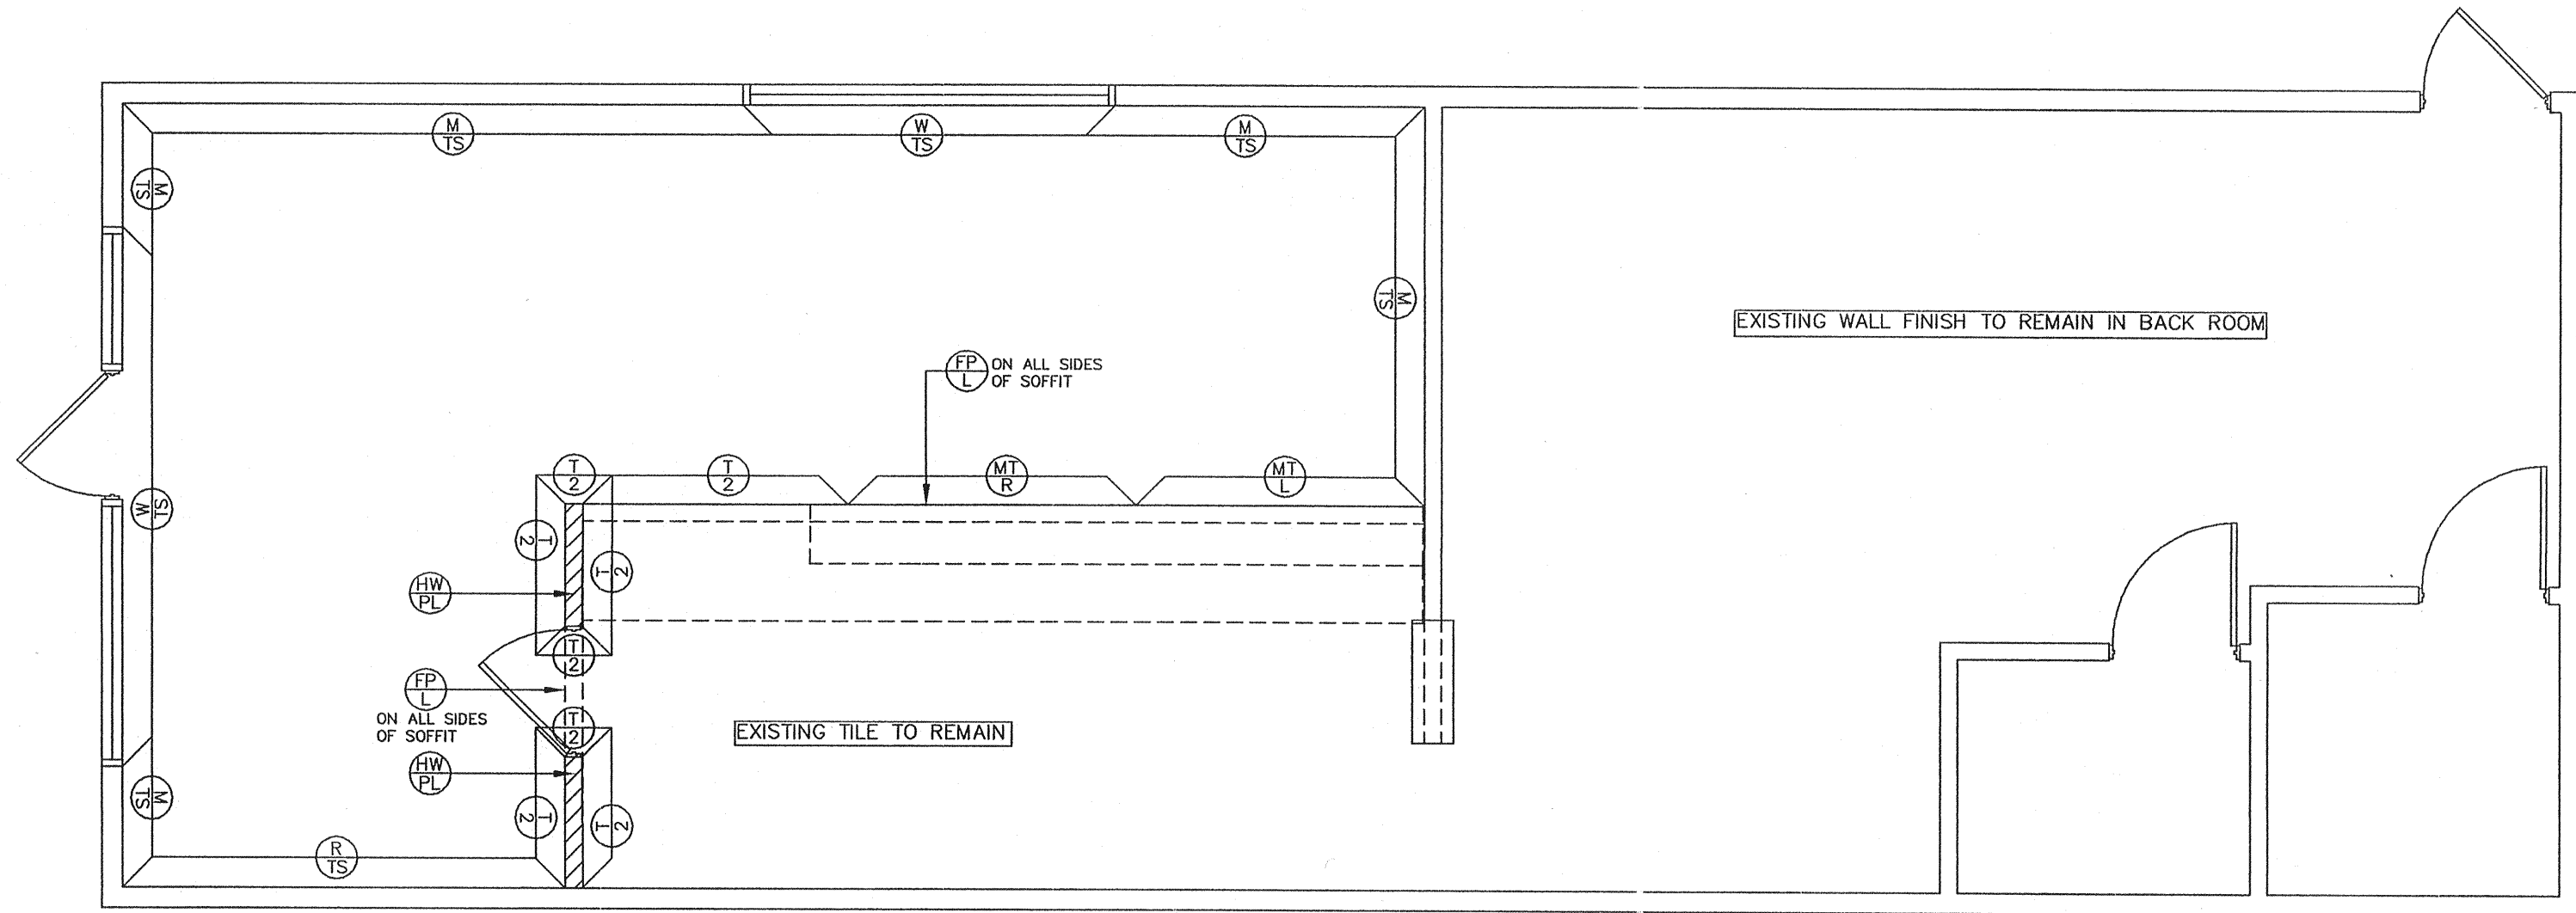 M
TS
W
TS
M
TS
M
TS
M
TS
EXISTING WALL FINISH TO REMAIN IN BACK ROOM
FP
L
ON ALL SIDES
OF SOFFIT
T
2
T
2
MT
R
MT
L
W
TS
T
2
T
2
HW
PL
T
2
FP
L
ON ALL SIDES
OF SOFFIT
T
2
EXISTING TILE TO REMAIN
HW
PL
M
TS
T
2
T
2
R
TS